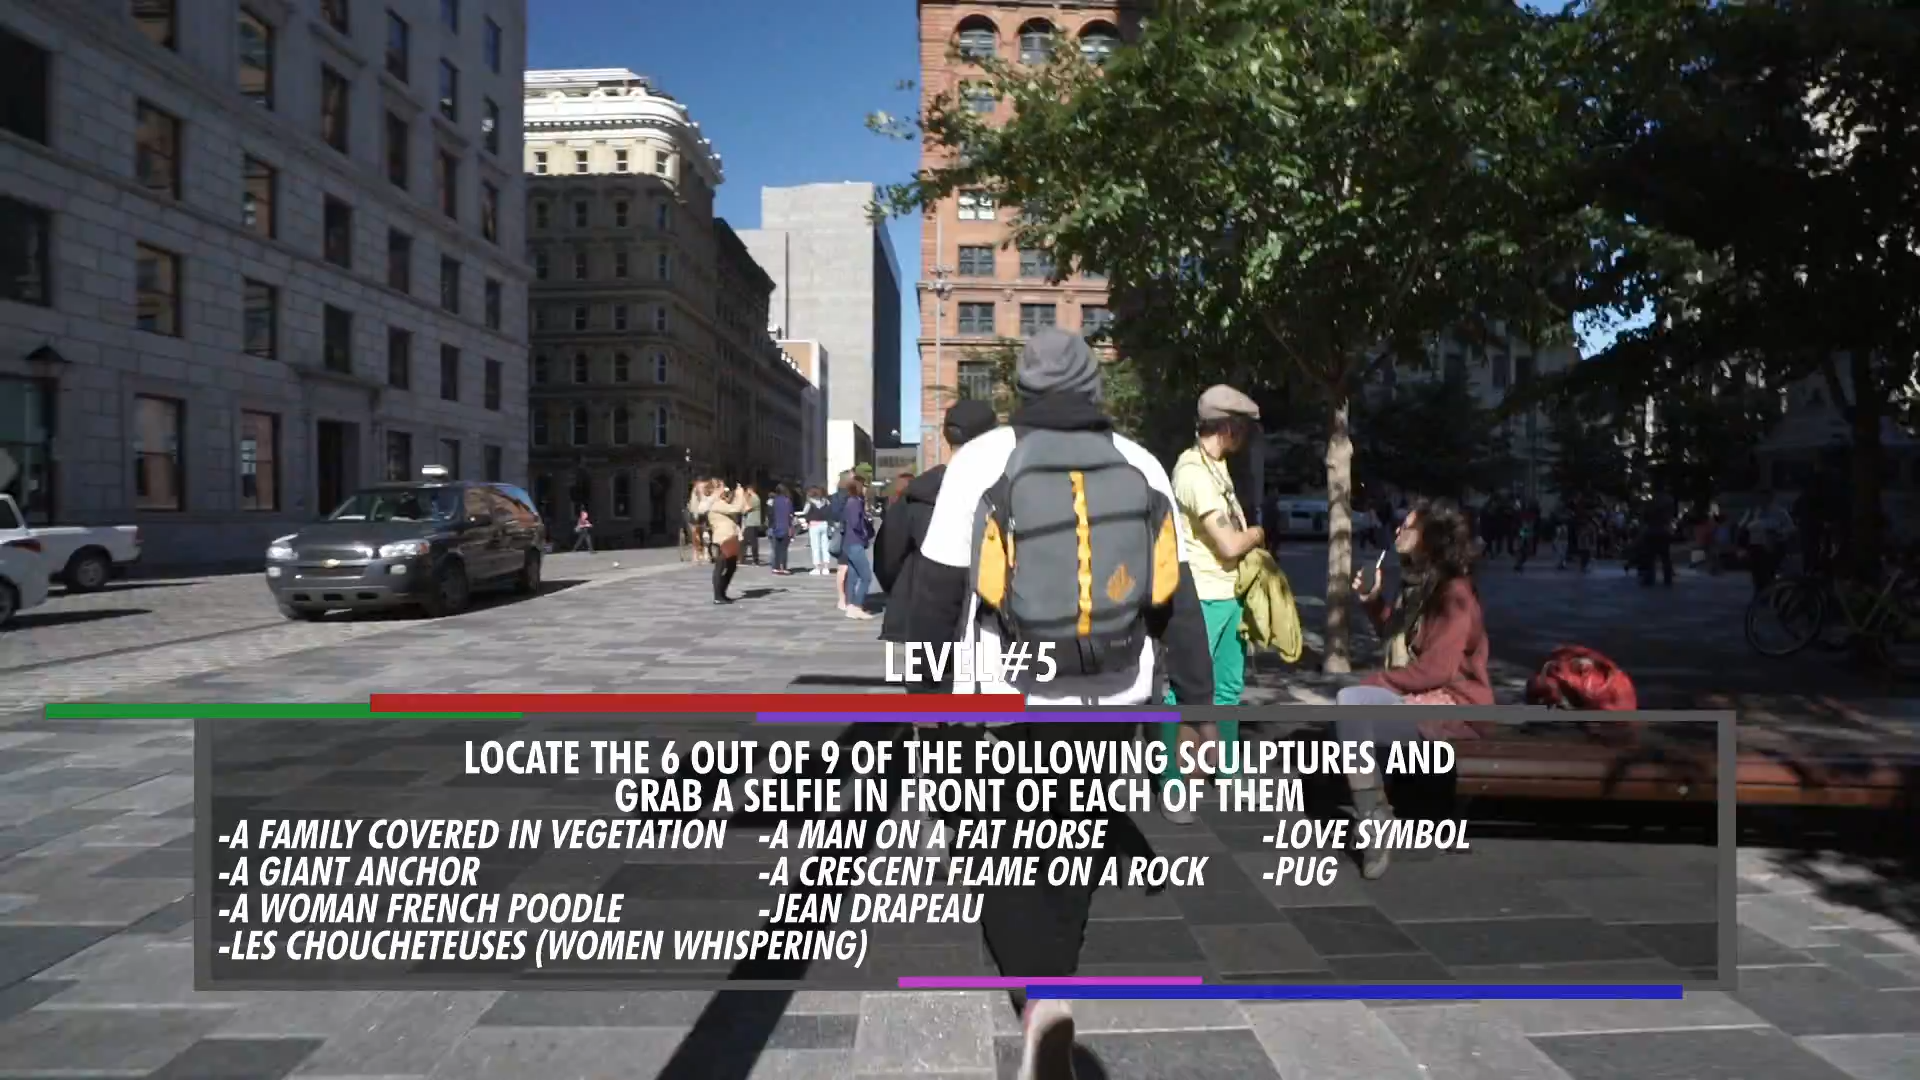 LEVEL#5
LOCATE THE 6 OUT OF 9 OF THE FOLLOWING SCULPTURES AND
GRAB A SELFIE IN FRONT OF EACH OF THEM
-A FAMILY COVERED IN VEGETATION
-A GIANT ANCHOR
-A WOMAN FRENCH POODLE
-LES CHOUCHETEUSES (WOMEN WHISPERING)
-A MAN ON A FAT HORSE
-A CRESCENT FLAME ON A ROCK
-JEAN DRAPEAU
-LOVE SYMBOL
-PUG